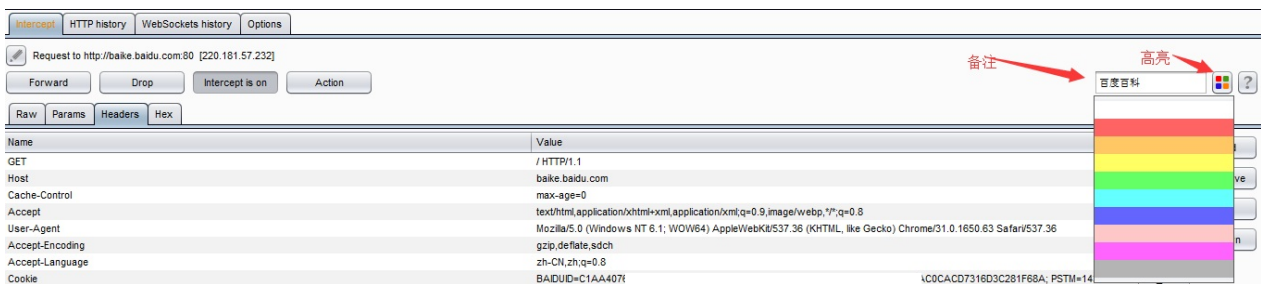 Intercept HTTP history WebSockets history Options
Request to http://baike.baidu.com:80 [220.181.57.232]
备注 高亮
Forward Drop Intercept is on Action 百度百科 ?
Raw Params Headers Hex
Name Value
GET / HTTP/1.1
Host baike.baidu.com
Cache-Control max-age=0
Accept text/html,application/xhtml+xml,application/xml;q=0.9,image/webp,*/*;q=0.8
User-Agent Mozilla/5.0 (Windows NT 6.1; WOW64) AppleWebKit/537.36 (KHTML, like Gecko) Chrome/31.0.1650.63 Safari/537.36
Accept-Encoding gzip,deflate,sdch
Accept-Language zh-CN,zh;q=0.8
Cookie BAIDUID=C1AA4076 AC0CACD7316D3C281F68A; PSTM=14